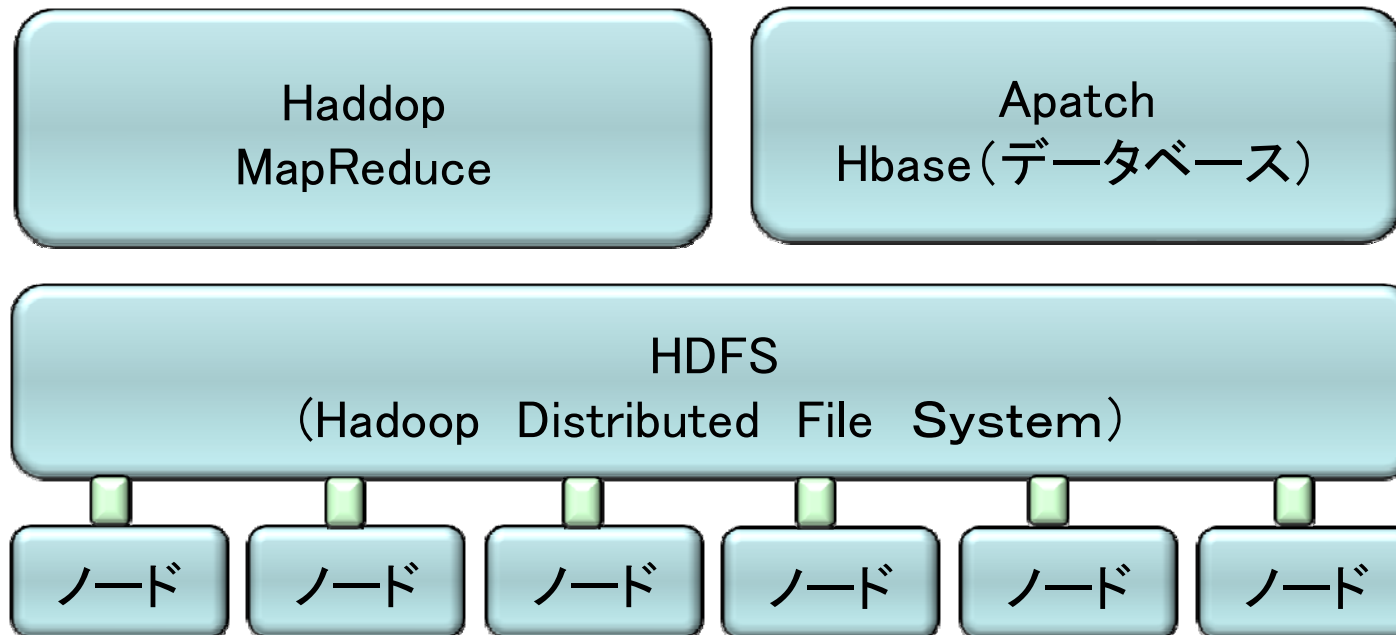 Haddop
MapReduce
Apatch
Hbase（データベース）
HDFS
（Hadoop　Distributed　File　System）
ノード
ノード
ノード
ノード
ノード
ノード